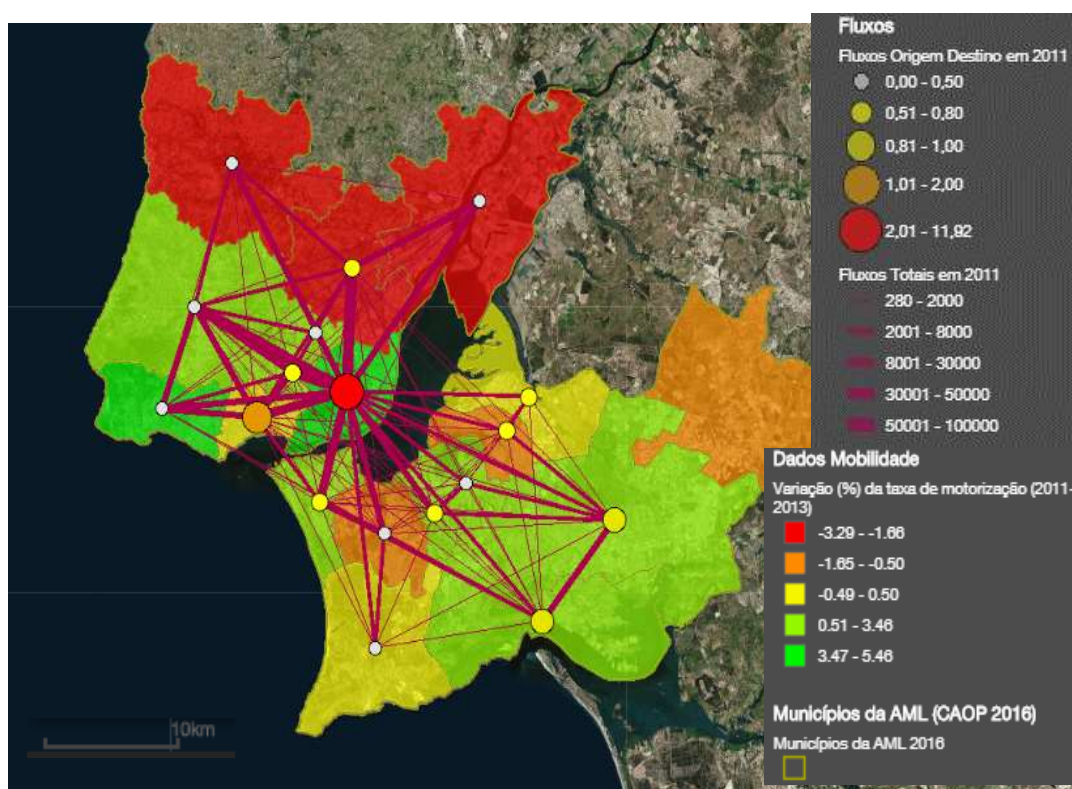 Fluxos
Fluxos Origem Destino em 2011
0,00 - 0,50
0,51 - 0,80
0,81 - 1,00
1,01 - 2,00
2,01 - 11,92
Fluxos Totais em 2011
280 - 2000
2001 - 8000
8001 - 30000
30001 - 50000
50001 - 100000
Dados Mobilidade
Variação (%) da taxa de motorização (2011-
2013)
-3.29 - -1.66
-1.65 - -0.50
-0.49 - 0.50
0.51 - 3.46
3.47 - 5.46
Municípios da AML (CAOP 2016)
Municípios da AML 2016
10km